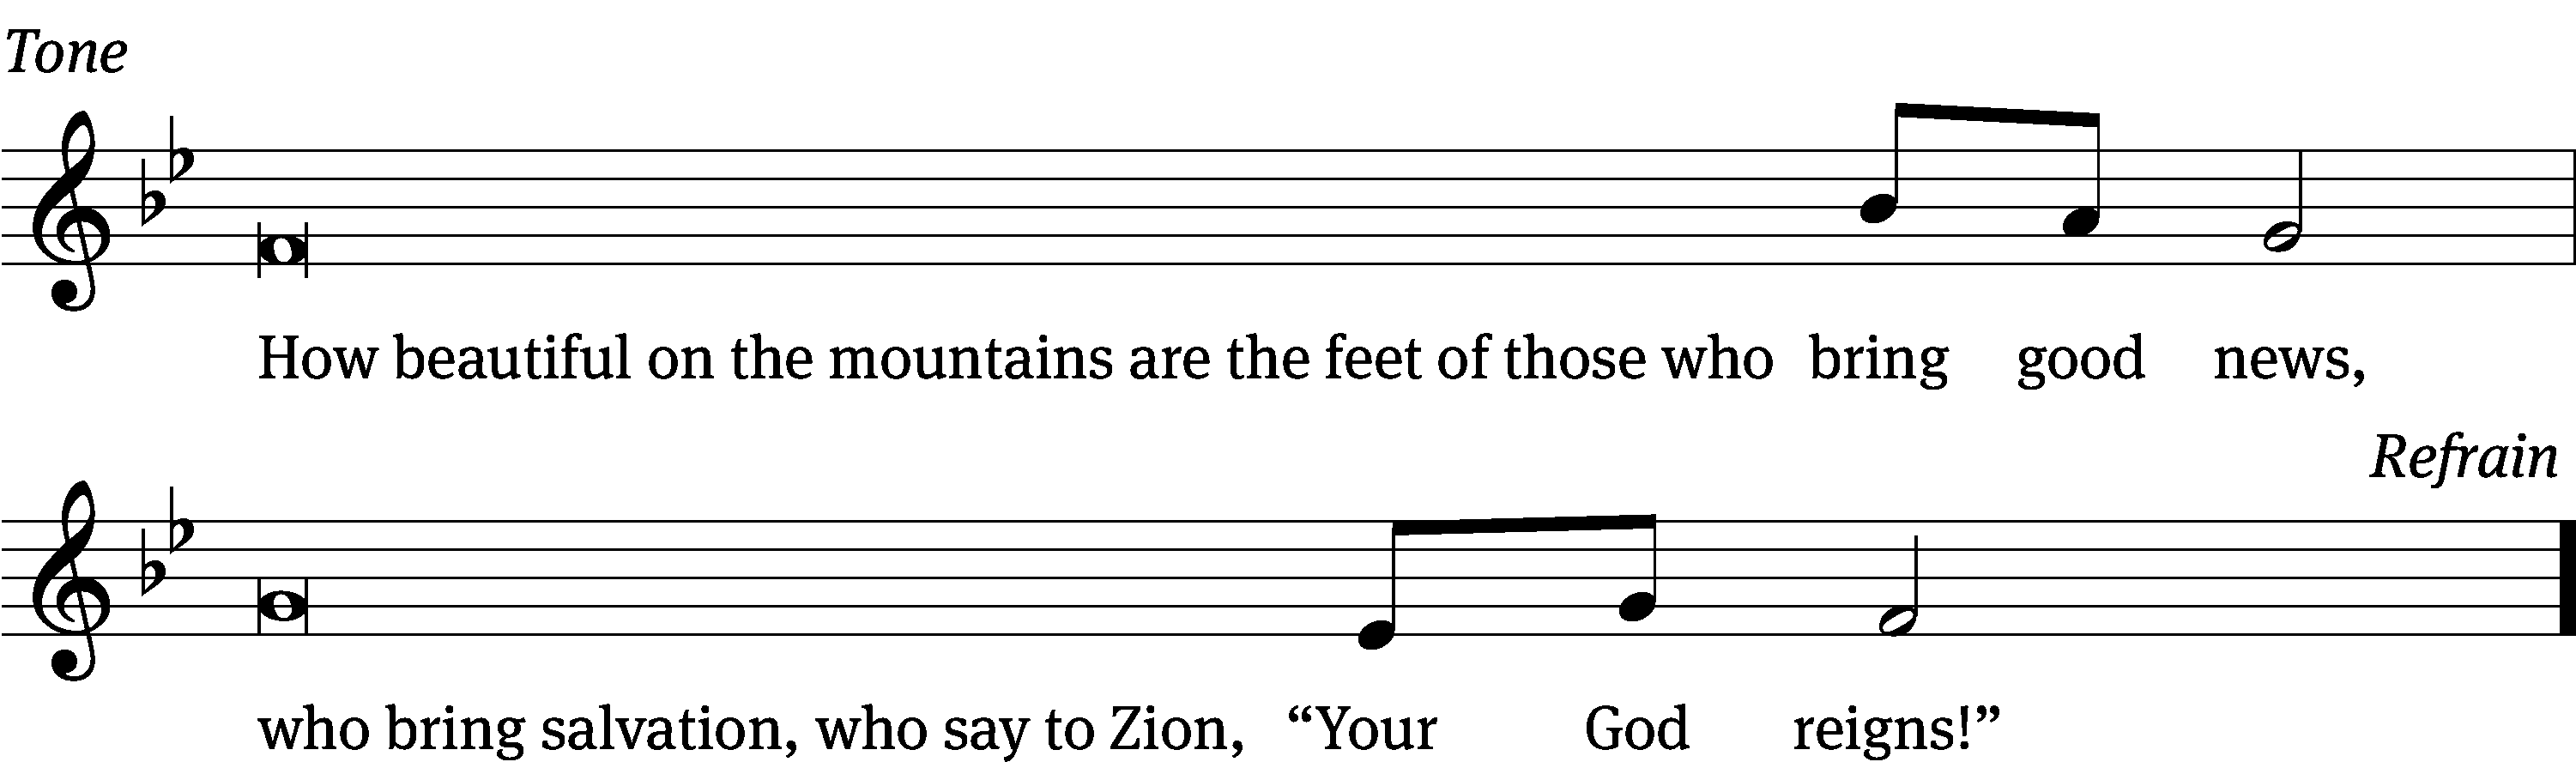 Tone
How beautiful on the mountains are the feet of those who bring good news,
Refrain
who bring salvation, who say to Zion, “Your God reigns!”